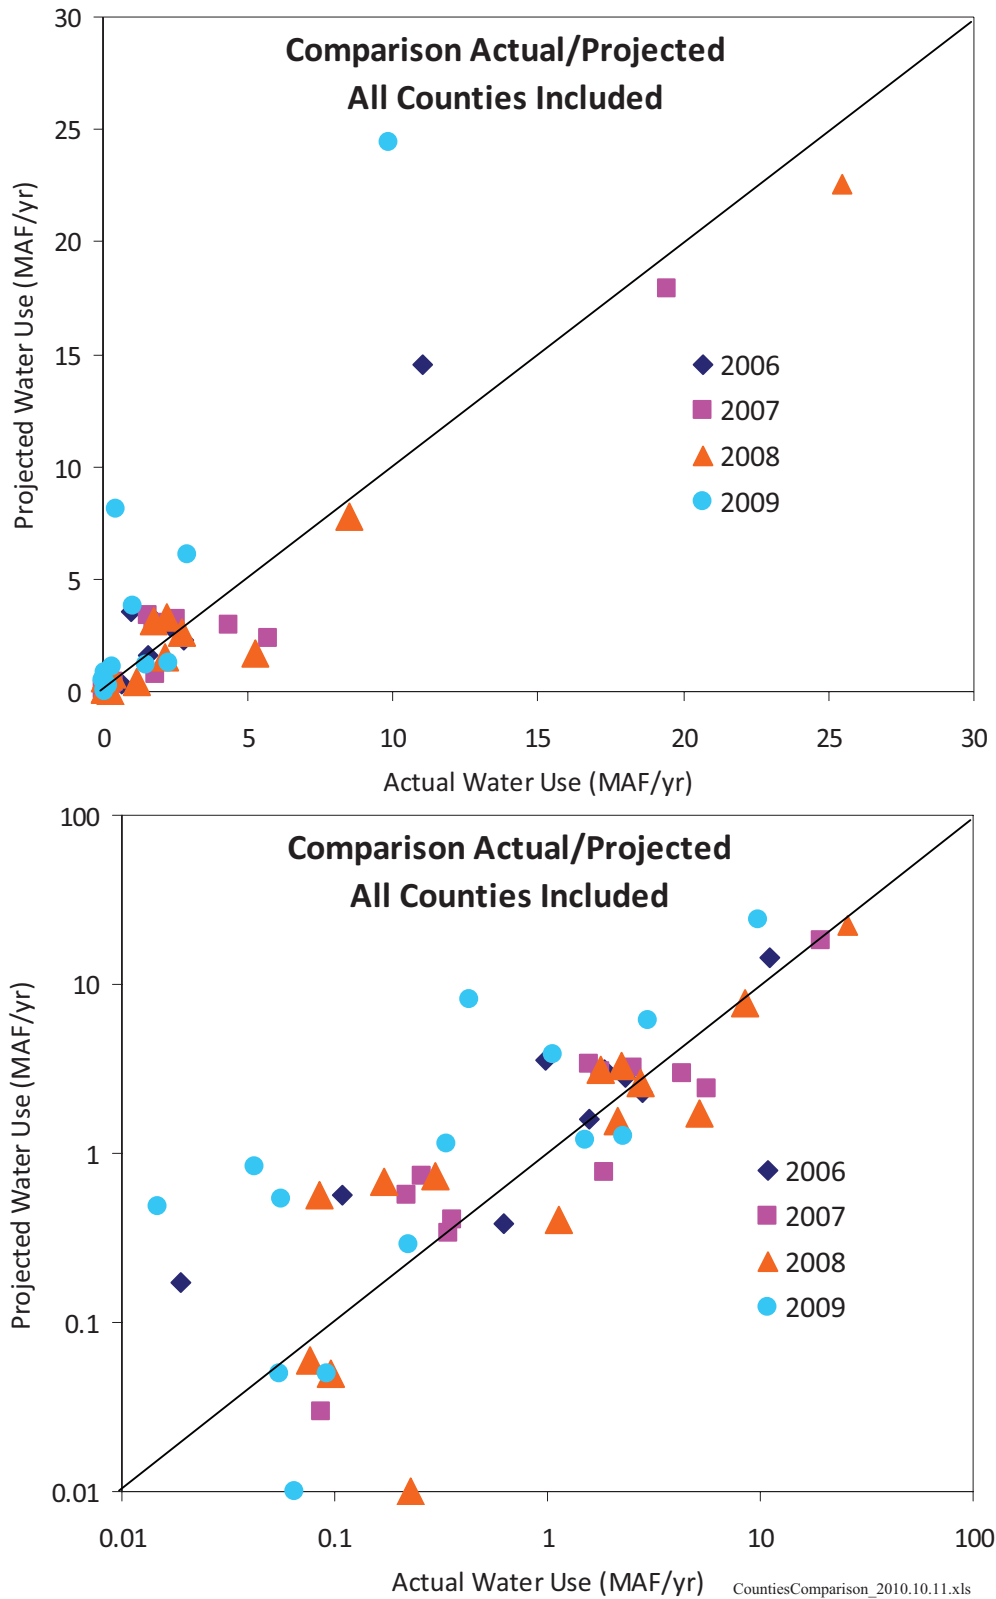 Comparison Actual/Projected
All Counties Included
Projected Water Use (MAF/yr)
30
25
20
15
10
5
0
2006
2007
2008
2009
0 5 10 15 20 25 30
Actual Water Use (MAF/yr)
Comparison Actual/Projected
All Counties Included
Projected Water Use (MAF/yr)
100
10
1
0.1
0.01
2006
2007
2008
2009
0.01 0.1 1 10 100
Actual Water Use (MAF/yr)
CountiesComparison_2010.10.11.xls